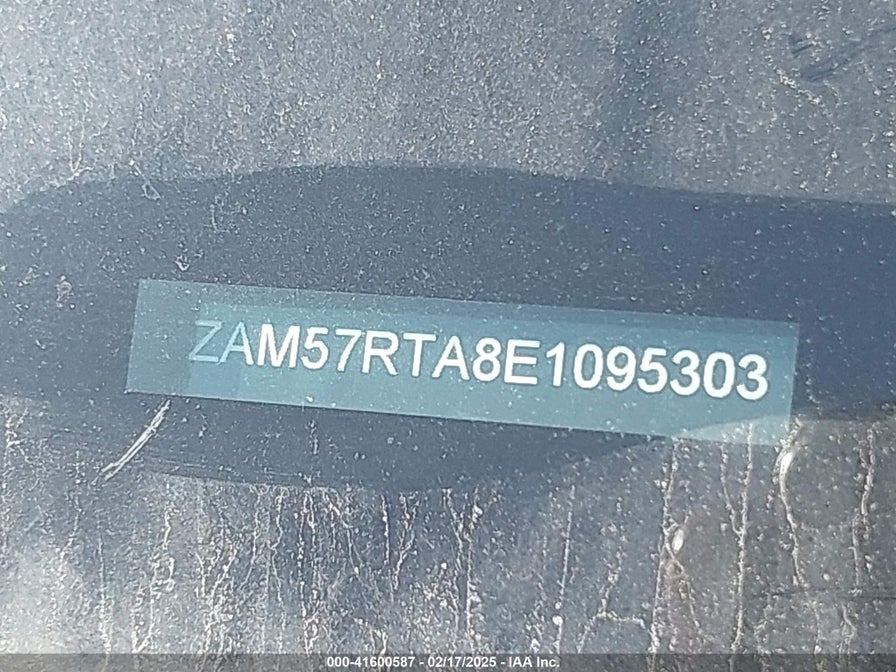 ZAM57RTA8E1095303
000-41600587 - 02/17/2025 - IAA Inc.